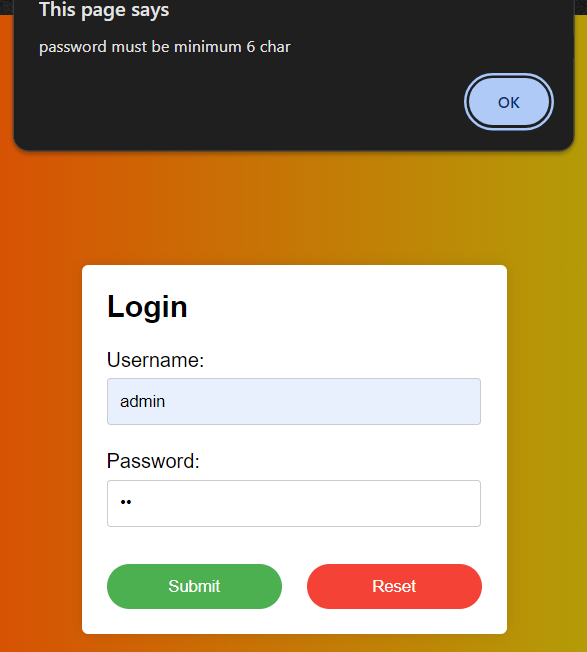 This page says
password must be minimum 6 char
OK
Login
Username:
admin
Password:
••
Submit
Reset